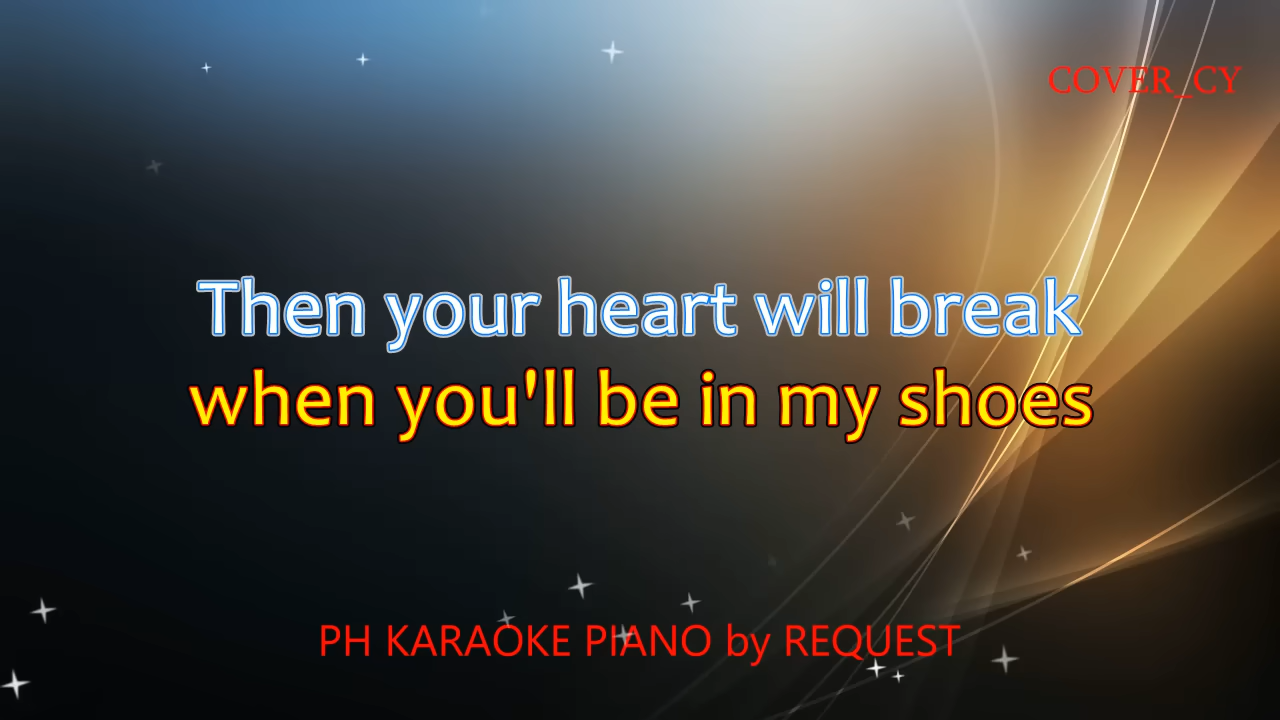 COVER_CY
Then your heart will break
when you'll be in my shoes
PH KARAOKE PIANO by REQUEST